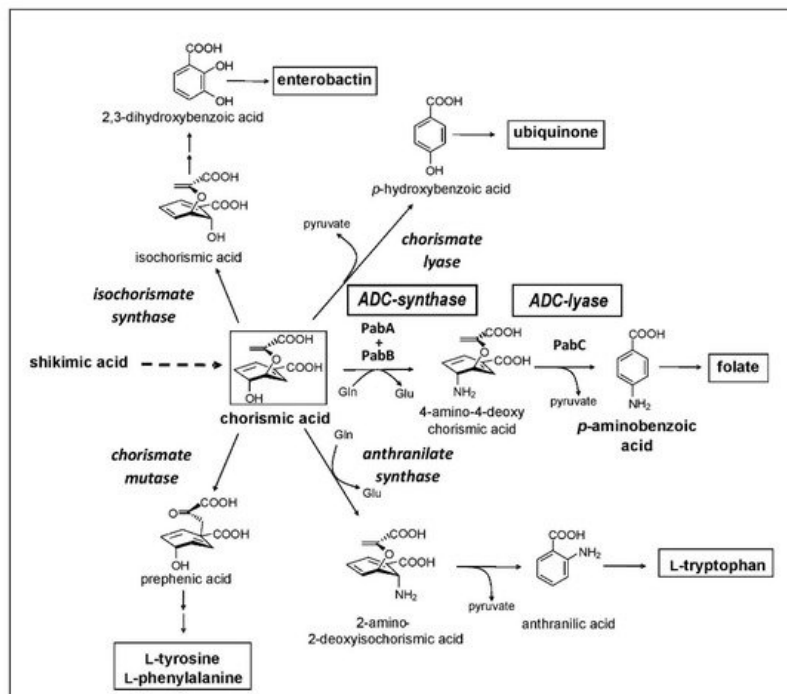 COOH
OH
OH
enterobactin
2,3-dihydroxybenzoic acid
COOH
OH
ubiquinone
p-hydroxybenzoic acid
COOH
O
COOH
OH
isochorismic acid
pyruvate
chorismate
lyase
isochorismate
synthase
ADC-synthase
ADC-lyase
shikimic acid
COOH
O
COOH
OH
chorismic acid
PabA
+
PabB
Gln
Glu
COOH
O
COOH
NH2
4-amino-4-deoxy
chorismic acid
PabC
pyruvate
COOH
NH2
p-aminobenzoic
acid
folate
chorismate
mutase
Gln
Glu
anthranilate
synthase
COOH
O
COOH
OH
prephenic acid
L-tyrosine
L-phenylalanine
COOH
O
COOH
NH2
2-amino-
2-deoxyisochorismic acid
pyruvate
COOH
NH2
anthranilic acid
L-tryptophan